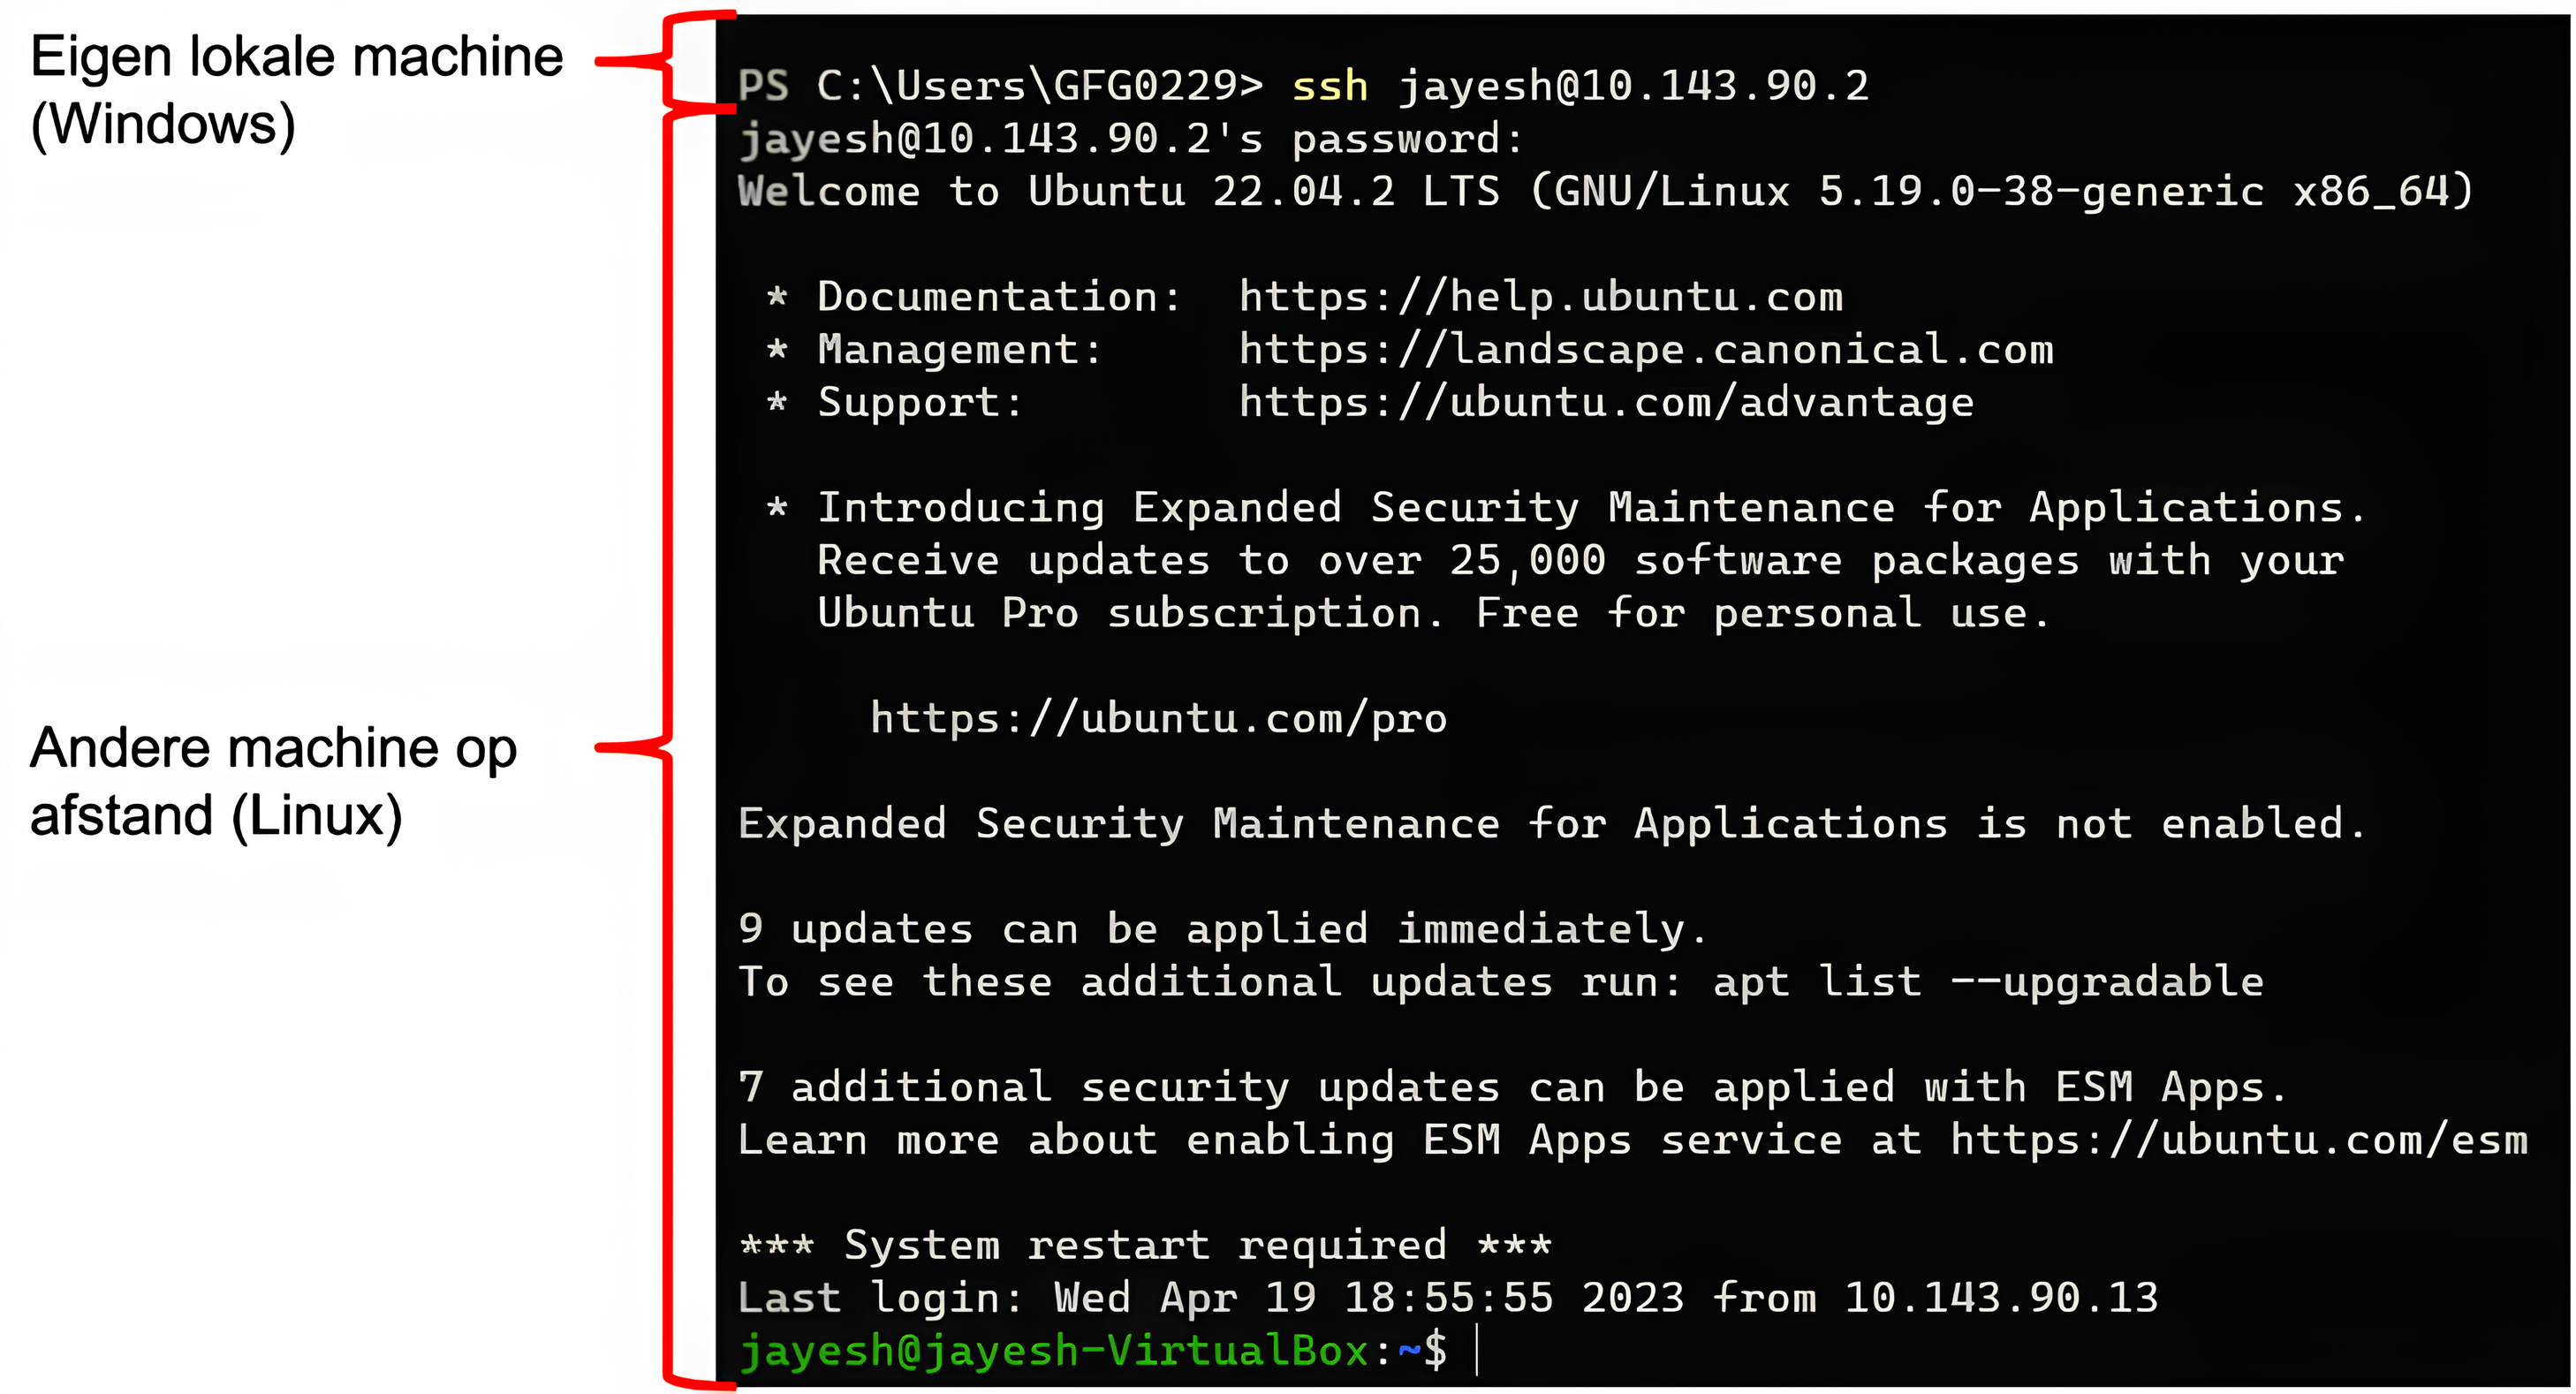 Eigen lokale machine
(Windows)
PS C:\Users\GFG0229> ssh jayesh@10.143.90.2
jayesh@10.143.90.2's password:
Welcome to Ubuntu 22.04.2 LTS (GNU/Linux 5.19.0-38-generic x86_64)
* Documentation:  https://help.ubuntu.com
* Management:     https://landscape.canonical.com
* Support:        https://ubuntu.com/advantage
* Introducing Expanded Security Maintenance for Applications.
Receive updates to over 25,000 software packages with your
Ubuntu Pro subscription. Free for personal use.
https://ubuntu.com/pro
Andere machine op
afstand (Linux)
Expanded Security Maintenance for Applications is not enabled.
9 updates can be applied immediately.
To see these additional updates run: apt list --upgradable
7 additional security updates can be applied with ESM Apps.
Learn more about enabling ESM Apps service at https://ubuntu.com/esm
*** System restart required ***
Last login: Wed Apr 19 18:55:55 2023 from 10.143.90.13
jayesh@jayesh-VirtualBox:~$